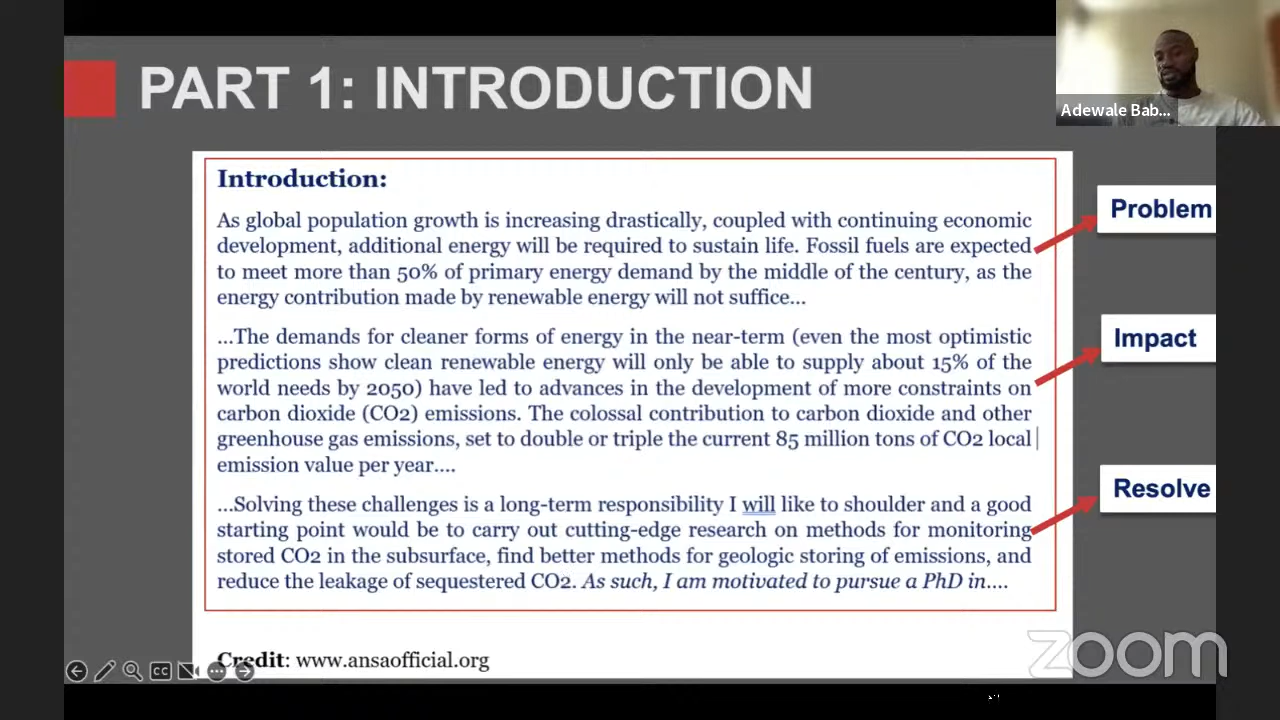 PART 1: INTRODUCTION
Adewale Bab...
Introduction:
As global population growth is increasing drastically, coupled with continuing economic
development, additional energy will be required to sustain life. Fossil fuels are expected
to meet more than 50% of primary energy demand by the middle of the century, as the
energy contribution made by renewable energy will not suffice...
...The demands for cleaner forms of energy in the near-term (even the most optimistic
predictions show clean renewable energy will only be able to supply about 15% of the
world needs by 2050) have led to advances in the development of more constraints on
carbon dioxide (CO2) emissions. The colossal contribution to carbon dioxide and other
greenhouse gas emissions, set to double or triple the current 85 million tons of CO2 local
emission value per year....
...Solving these challenges is a long-term responsibility I will like to shoulder and a good
starting point would be to carry out cutting-edge research on methods for monitoring
stored CO2 in the subsurface, find better methods for geologic storing of emissions, and
reduce the leakage of sequestered CO2. As such, I am motivated to pursue a PhD in....
Problem
Impact
Resolve
Credit: www.ansaofficial.org
CC
zoom